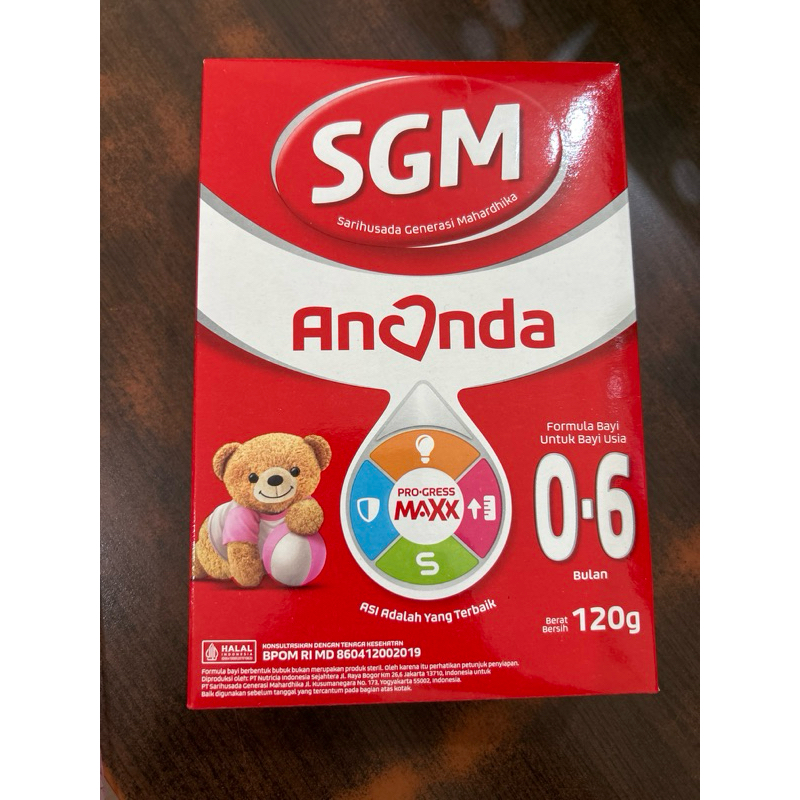 SGM
Sarihusada Generasi Mahardhika
Ananda
Formula Bayi
Untuk Bayi Usia
0-6
Bulan
PRO-GRESS
MAXX
S
ASI Adalah Yang Terbaik
Berat
Bersih 120g
HALAL
INDONESIA
KONSULTASIKAN DENGAN TENAGA KESEHATAN
BPOM RI MD 860412002019
Formula bayi berbentuk bubuk bukan merupakan produk steril. Oleh karena itu perhatikan petunjuk penyiapan.
Diproduksi oleh: PT Nutricia Indonesia Sejahtera Jl. Raya Bogor Km 26,6 Jakarta 13710, Indonesia untuk
PT Sarihusada Generasi Mahardhika Jl. Kusumanegara No. 173, Yogyakarta 55002, Indonesia.
Baik digunakan sebelum tanggal yang tercantum pada bagian atas kotak.